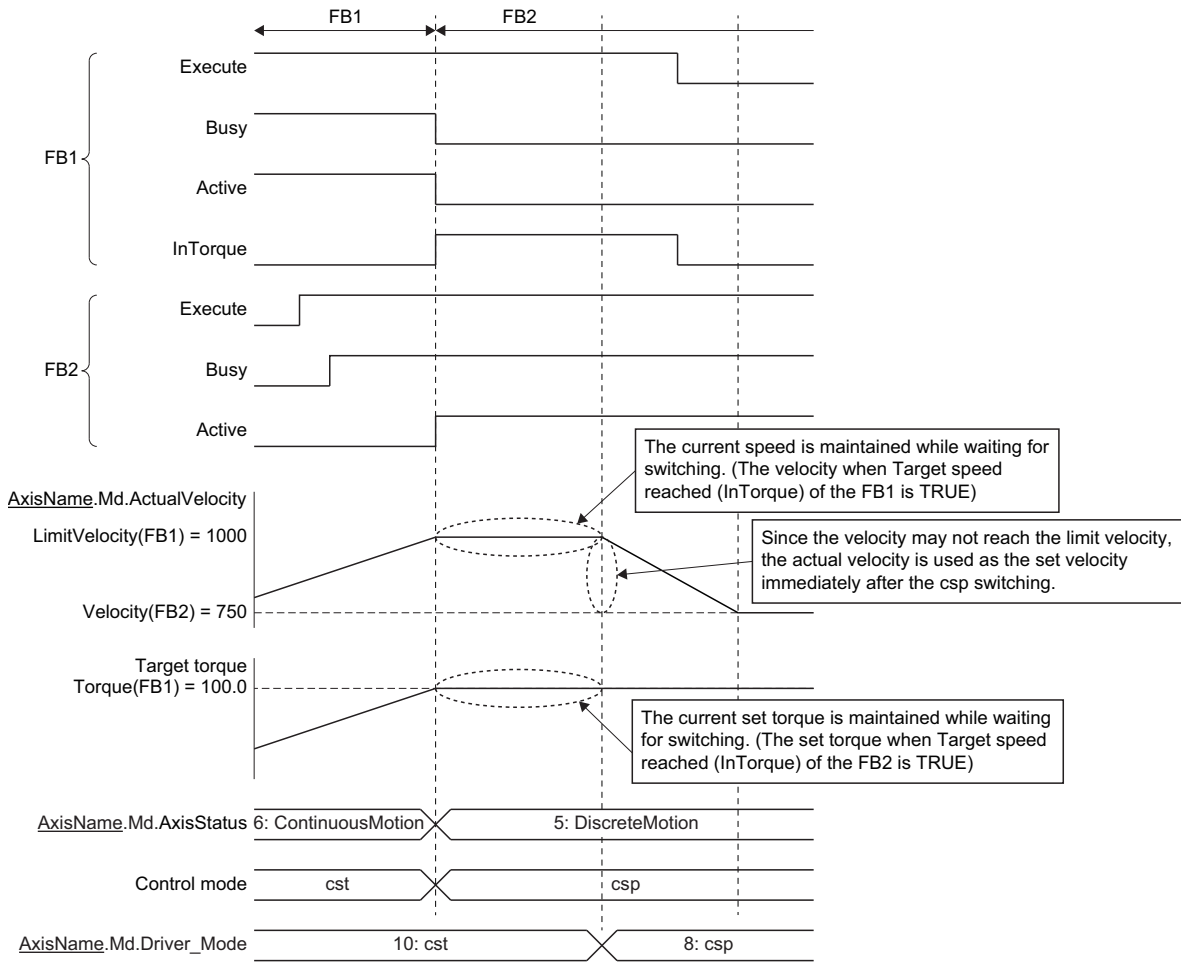 FB1
FB2
Execute
Busy
FB1
Active
InTorque
Execute
FB2
Busy
Active
The current speed is maintained while waiting for
switching. (The velocity when Target speed
reached (InTorque) of the FB1 is TRUE)
AxisName.Md.ActualVelocity
LimitVelocity(FB1) = 1000
Since the velocity may not reach the limit velocity,
the actual velocity is used as the set velocity
immediately after the csp switching.
Velocity(FB2) = 750
Target torque
Torque(FB1) = 100.0
The current set torque is maintained while waiting
for switching. (The set torque when Target speed
reached (InTorque) of the FB2 is TRUE)
AxisName.Md.AxisStatus
6: ContinuousMotion
5: DiscreteMotion
Control mode
cst
csp
AxisName.Md.Driver_Mode
10: cst
8: csp